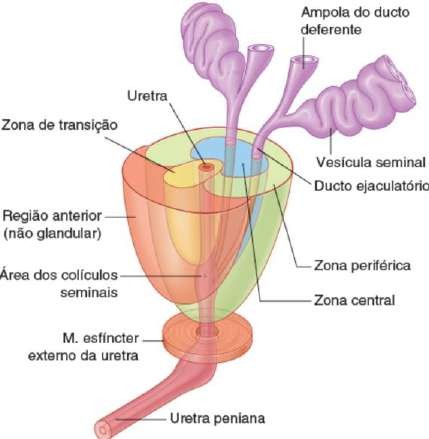 Ampola do ducto
deferente
Uretra
Zona de transição
Vesícula seminal
Ducto ejaculatório
Região anterior
(não glandular)
Zona periférica
Área dos colículos
seminais
Zona central
M. esfíncter
externo da uretra
Uretra peniana